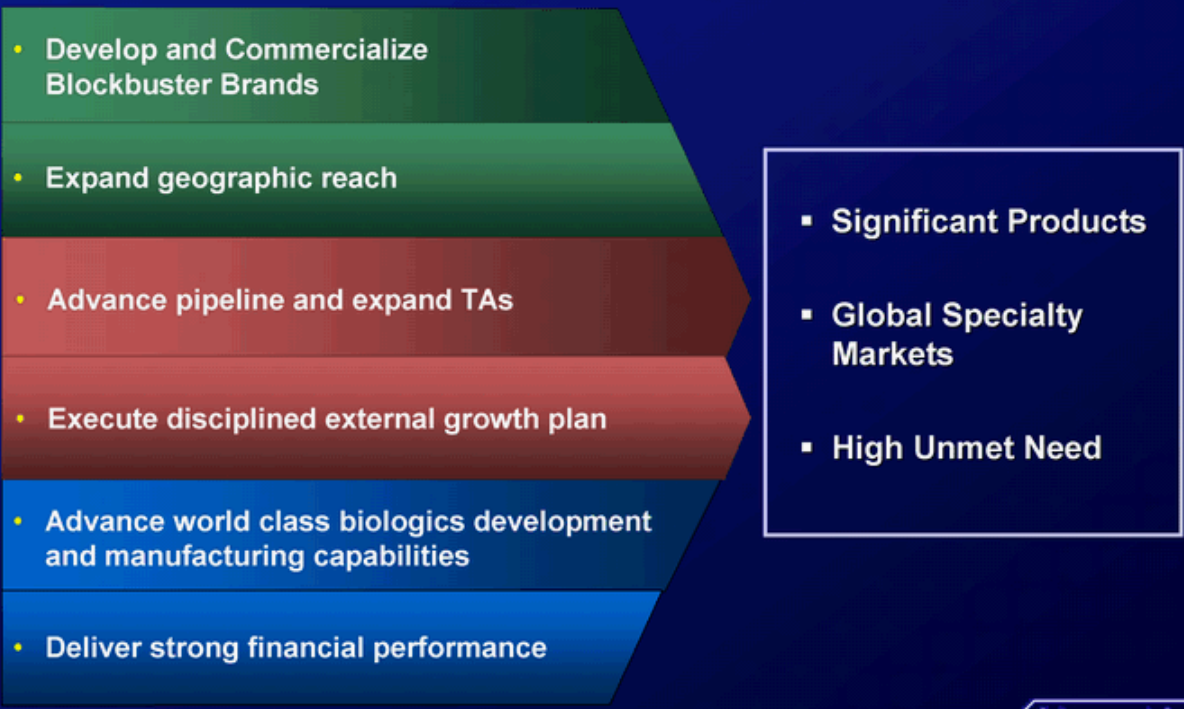 • Develop and Commercialize
Blockbuster Brands
• Expand geographic reach
• Advance pipeline and expand TAs
• Execute disciplined external growth plan
• Advance world class biologics development
and manufacturing capabilities
• Deliver strong financial performance
▪ Significant Products
▪ Global Specialty
Markets
▪ High Unmet Need